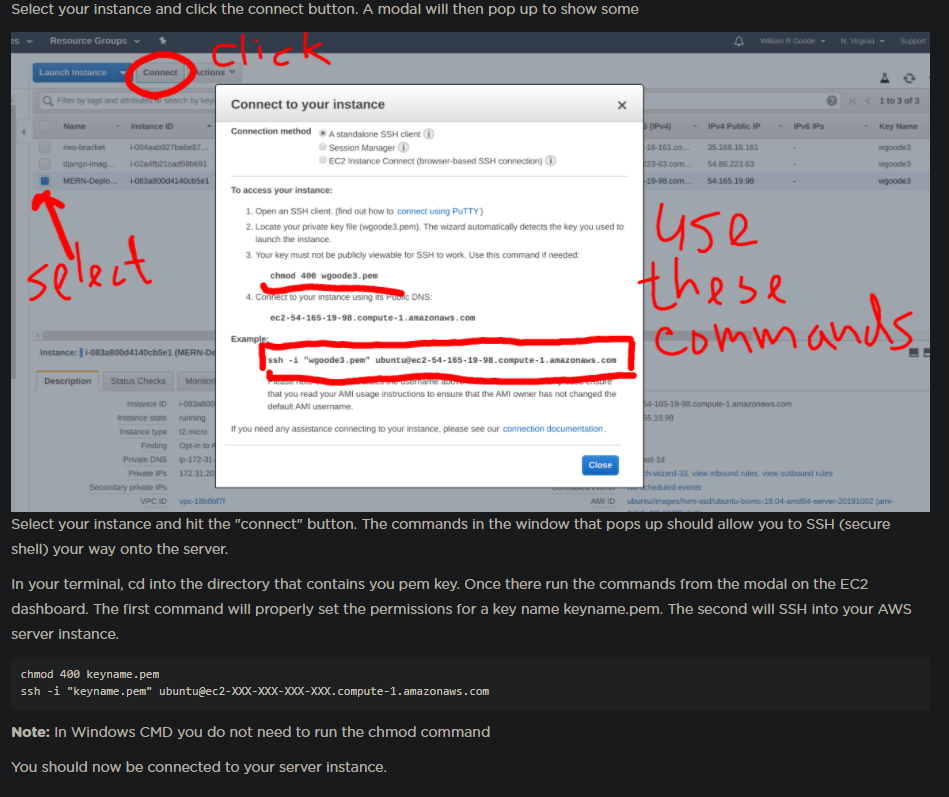 Select your instance and click the connect button. A modal will then pop up to show some
es Resource Groups William R Goode N. Virginia Support
click
Launch Instance Connect Actions
Filter by tags and attributes or search by key 1 to 3 of 3
Name Instance ID (IPv4) IPv4 Public IP IPv6 IPs Key Name
i-004aab927ba6e87... -16-161.co... 35.168.16.161 - wgoode3
django-imag... i-02a4fb21cad59b691 223-63.com... 54.86.223.63 - wgoode3
MERN-Deplo... i-083a800d4140cb5e1 -19-98.com... 54.165.19.98 - wgoode3
select
Connect to your instance
Connection method A standalone SSH client
Session Manager
EC2 Instance Connect (browser-based SSH connection)
To access your instance:
1. Open an SSH client. (find out how to connect using PuTTY)
2. Locate your private key file (wgoode3.pem). The wizard automatically detects the key you used to
launch the instance.
3. Your key must not be publicly viewable for SSH to work. Use this command if needed:
chmod 400 wgoode3.pem
4. Connect to your instance using its Public DNS:
ec2-54-165-19-98.compute-1.amazonaws.com
Example:
ssh -i "wgoode3.pem" ubuntu@ec2-54-165-19-98.compute-1.amazonaws.com
that you read your AMI usage instructions to ensure that the AMI owner has not changed the
default AMI username.
If you need any assistance connecting to your instance, please see our connection documentation.
Close
use
these
commands
Instance: i-083a800d4140cb5e1 (MERN-De
Description Status Checks Monitor
Instance ID i-083a800 54-165-19-98.compute-1.amazonaws.com
Instance state running 65.19.98
Instance type t2.micro
Finding Opt-in to A
Private DNS ip-172-31- ast-1d
Private IPs 172.31.20 ch-wizard-33. view inbound rules. view outbound rules
Secondary private IPs Scheduled events No scheduled events
VPC ID vpc-18b6bf7f AMI ID ubuntu/images/hvm-ssd/ubuntu-bionic-18.04-amd64-server-20191002 (ami-
Select your instance and hit the "connect" button. The commands in the window that pops up should allow you to SSH (secure
shell) your way onto the server.
In your terminal, cd into the directory that contains you pem key. Once there run the commands from the modal on the EC2
dashboard. The first command will properly set the permissions for a key name keyname.pem. The second will SSH into your AWS
server instance.
chmod 400 keyname.pem
ssh -i "keyname.pem" ubuntu@ec2-XXX-XXX-XXX-XXX.compute-1.amazonaws.com
Note: In Windows CMD you do not need to run the chmod command
You should now be connected to your server instance.